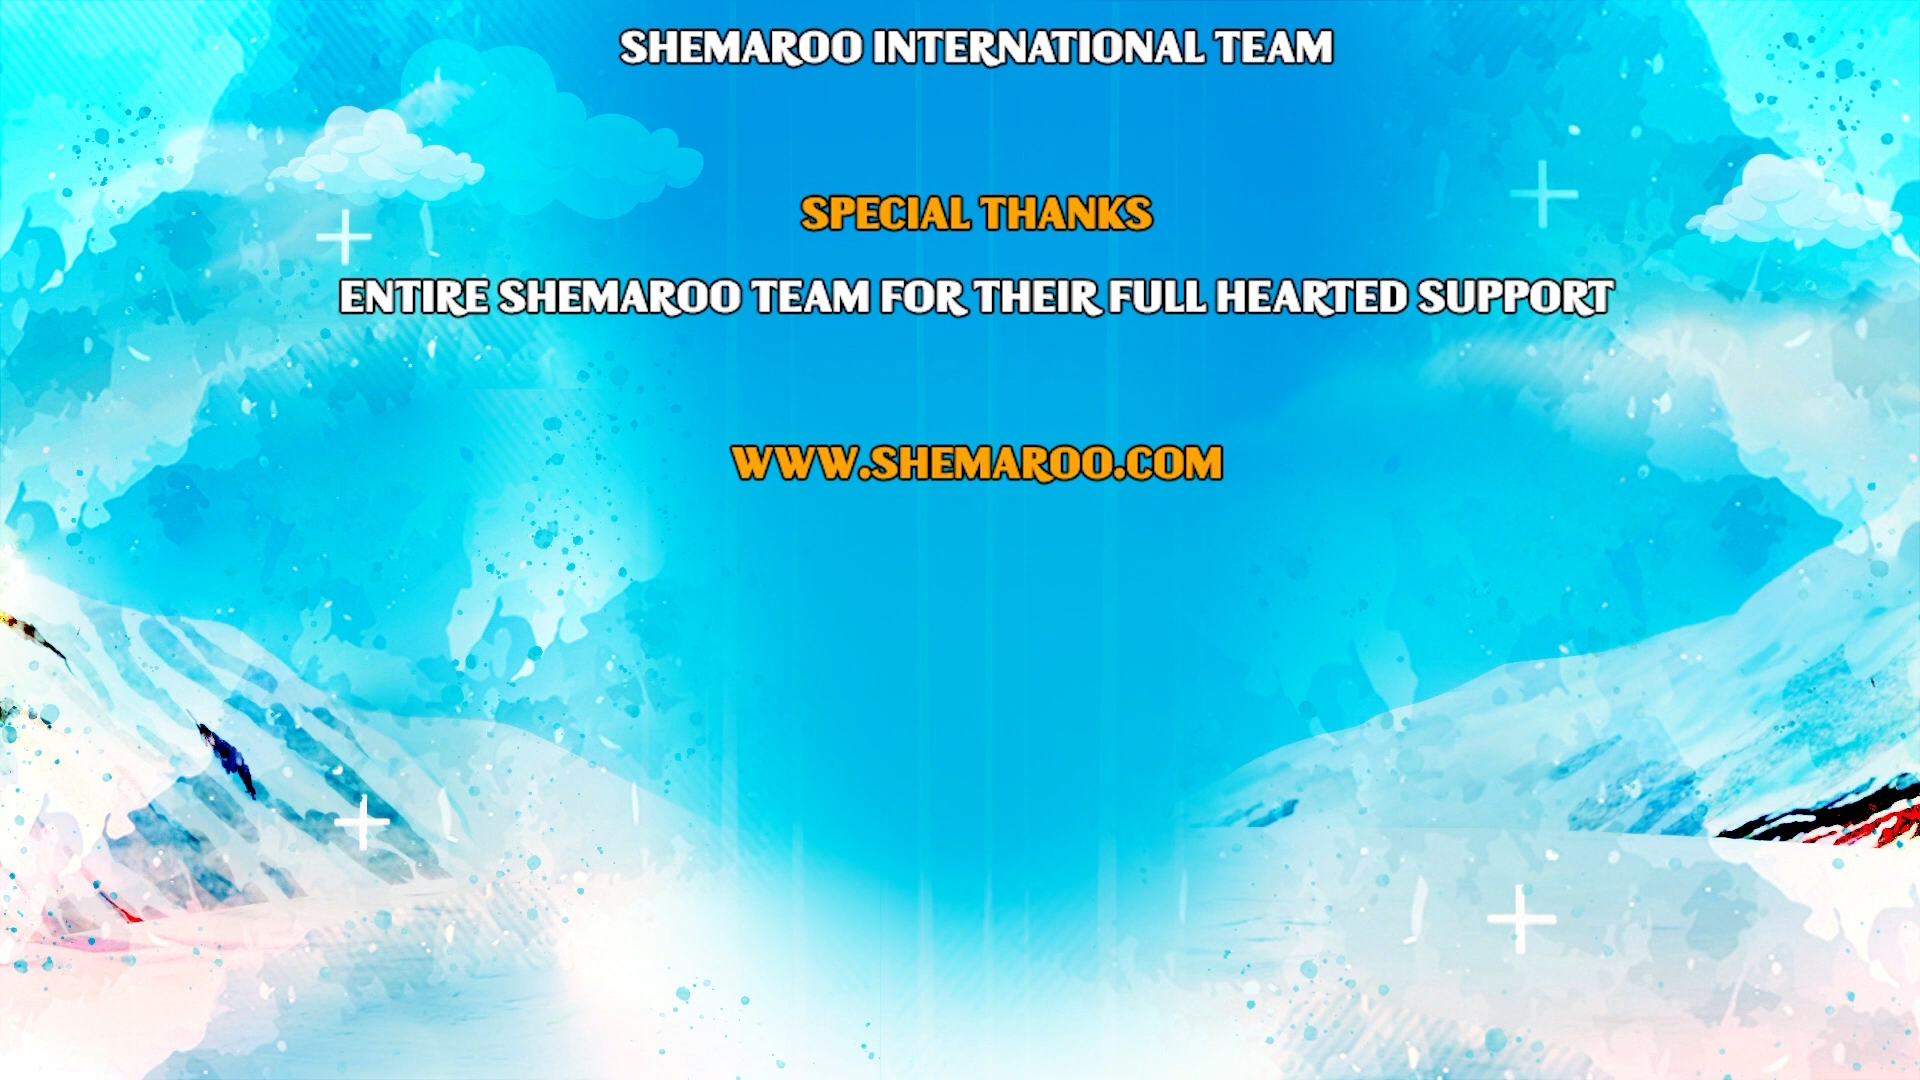 SHEMAROO INTERNATIONAL TEAM
SPECIAL THANKS
ENTIRE SHEMAROO TEAM FOR THEIR FULL HEARTED SUPPORT
WWW.SHEMAROO.COM